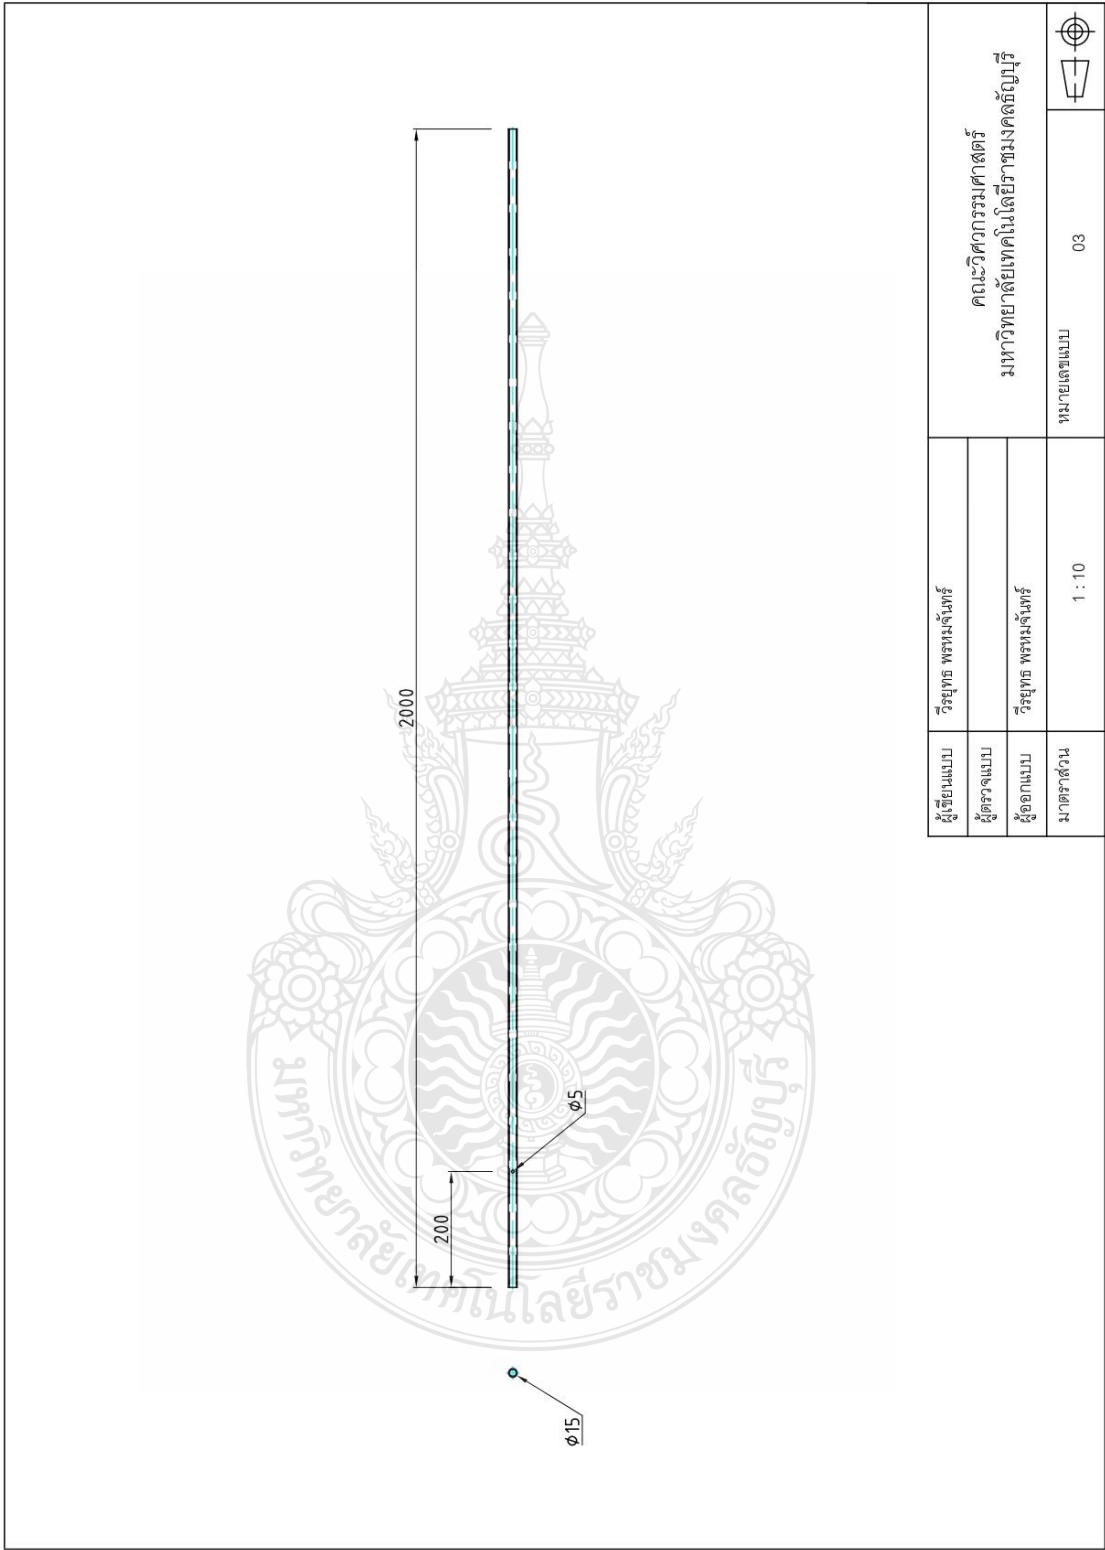 2000
200
φ5
φ15
ผู้เขียนแบบ วีรยุทธ พรหมจันทร์
ผู้ตรวจแบบ
ผู้ออกแบบ วีรยุทธ พรหมจันทร์
มาตราส่วน 1 : 10
คณะวิศวกรรมศาสตร์
มหาวิทยาลัยเทคโนโลยีราชมงคลธัญบุรี
หมายเลขแบบ 03
มหาวิทยาลัยเทคโนโลยีราชมงคลธัญบุรี